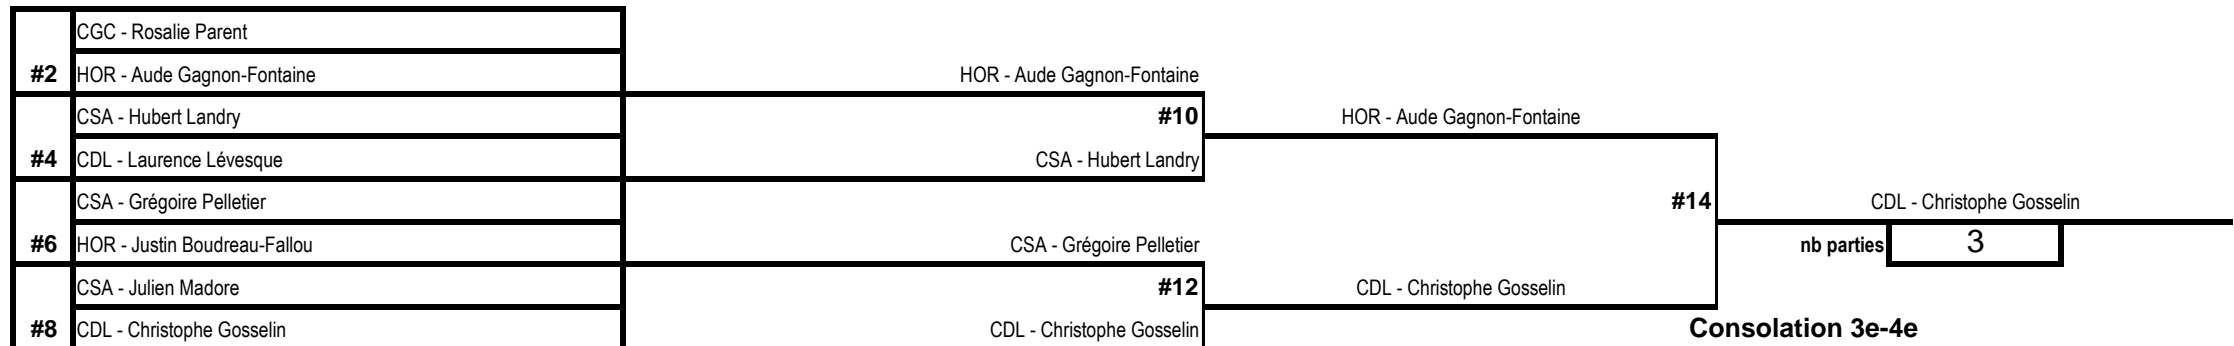 CGC - Rosalie Parent
#2 HOR - Aude Gagnon-Fontaine HOR - Aude Gagnon-Fontaine
CSA - Hubert Landry #10 HOR - Aude Gagnon-Fontaine
#4 CDL - Laurence Lévesque CSA - Hubert Landry
CSA - Grégoire Pelletier #14 CDL - Christophe Gosselin
#6 HOR - Justin Boudreau-Fallou CSA - Grégoire Pelletier nb parties 3
CSA - Julien Madore #12 CDL - Christophe Gosselin
#8 CDL - Christophe Gosselin CDL - Christophe Gosselin Consolation 3e-4e